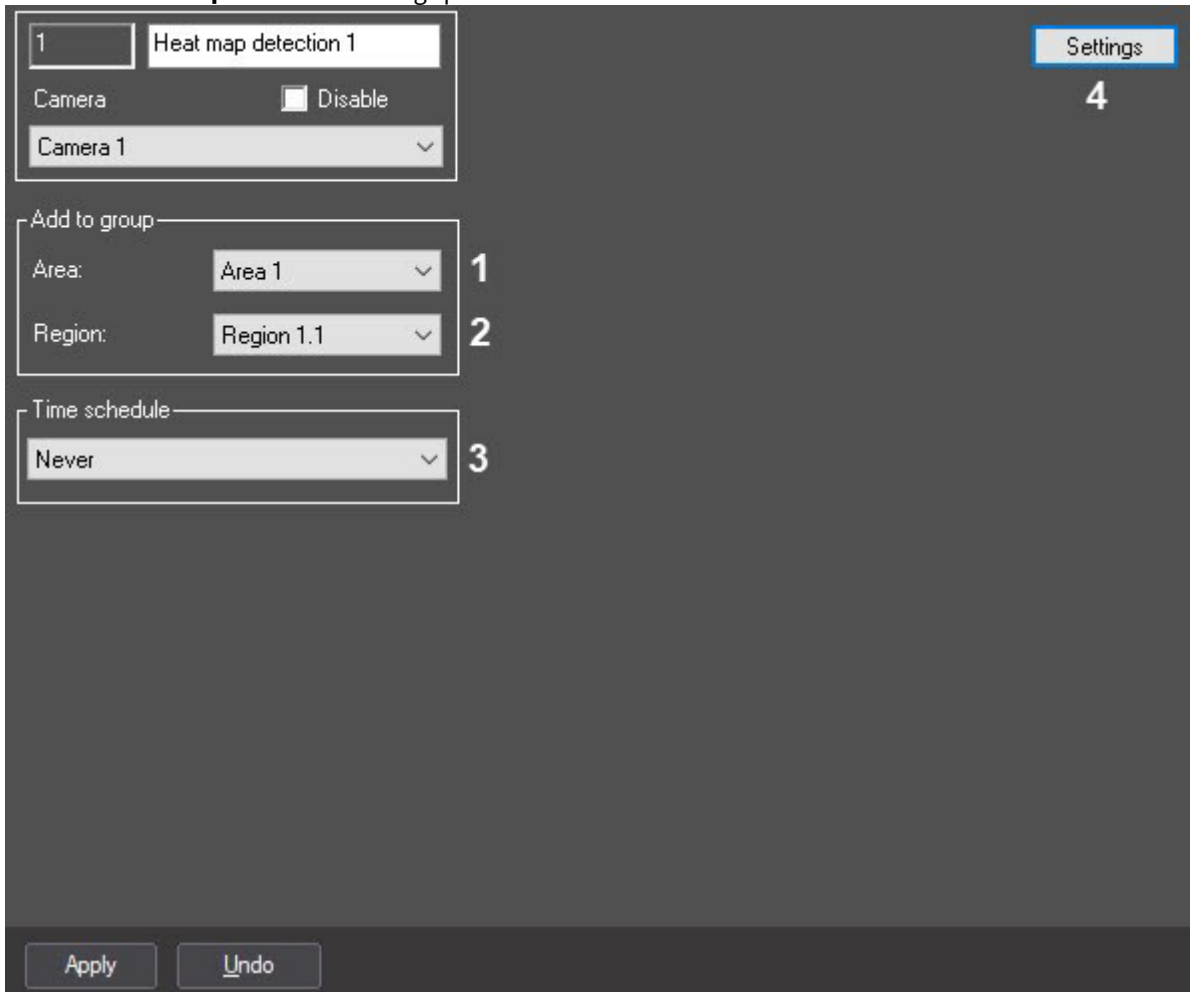 1 Heat map detection 1
Settings
Camera Disable
4
Camera 1
Add to group
Area: Area 1 1
Region: Region 1.1 2
Time schedule
Never 3
Apply Undo